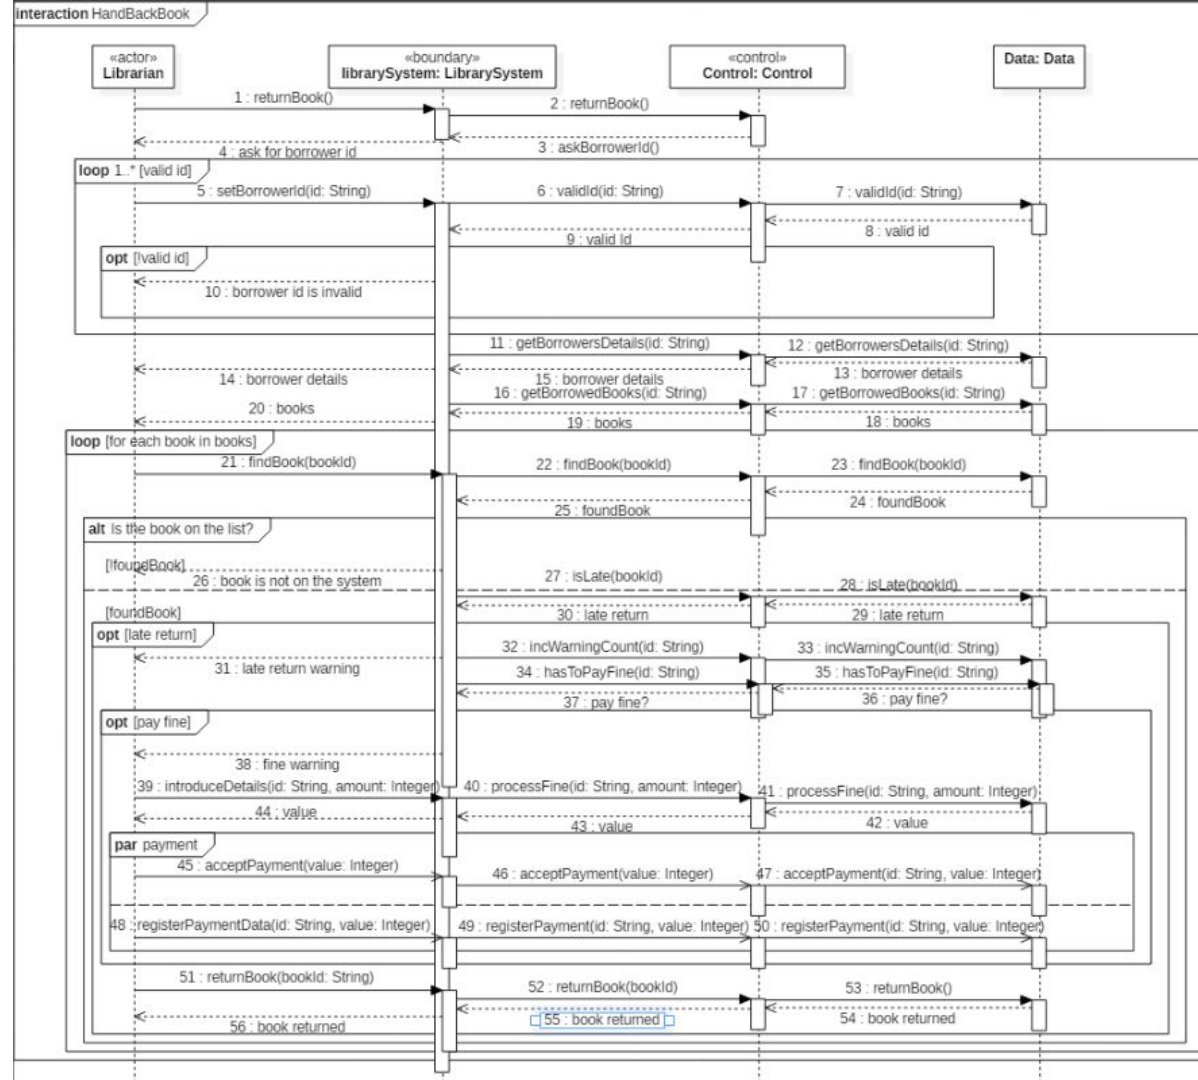 interaction HandBackBook
«actor»
Librarian
«boundary»
librarySystem: LibrarySystem
«control»
Control: Control
Data: Data
1 : returnBook()
2 : returnBook()
3 : askBorrowerId()
4 : ask for borrower id
loop 1..* [valid id]
5 : setBorrowerId(id: String)
6 : validId(id: String)
7 : validId(id: String)
8 : valid id
9 : valid Id
opt [!valid id]
10 : borrower id is invalid
11 : getBorrowersDetails(id: String)
12 : getBorrowersDetails(id: String)
13 : borrower details
14 : borrower details
15 : borrower details
16 : getBorrowedBooks(id: String)
17 : getBorrowedBooks(id: String)
18 : books
19 : books
20 : books
loop [for each book in books]
21 : findBook(bookId)
22 : findBook(bookId)
23 : findBook(bookId)
24 : foundBook
25 : foundBook
alt Is the book on the list?
[!foundBook]
26 : book is not on the system
27 : isLate(bookId)
28 : isLate(bookId)
[foundBook]
30 : late return
29 : late return
opt [late return]
32 : incWarningCount(id: String)
33 : incWarningCount(id: String)
31 : late return warning
34 : hasToPayFine(id: String)
35 : hasToPayFine(id: String)
37 : pay fine?
36 : pay fine?
opt [pay fine]
38 : fine warning
39 : introduceDetails(id: String, amount: Integer)
40 : processFine(id: String, amount: Integer)
41 : processFine(id: String, amount: Integer)
44 : value
43 : value
42 : value
par payment
45 : acceptPayment(value: Integer)
46 : acceptPayment(value: Integer)
47 : acceptPayment(id: String, value: Integer)
48 : registerPaymentData(id: String, value: Integer)
49 : registerPayment(id: String, value: Integer)
50 : registerPayment(id: String, value: Integer)
51 : returnBook(bookId: String)
52 : returnBook(bookId)
53 : returnBook()
56 : book returned
55 : book returned
54 : book returned